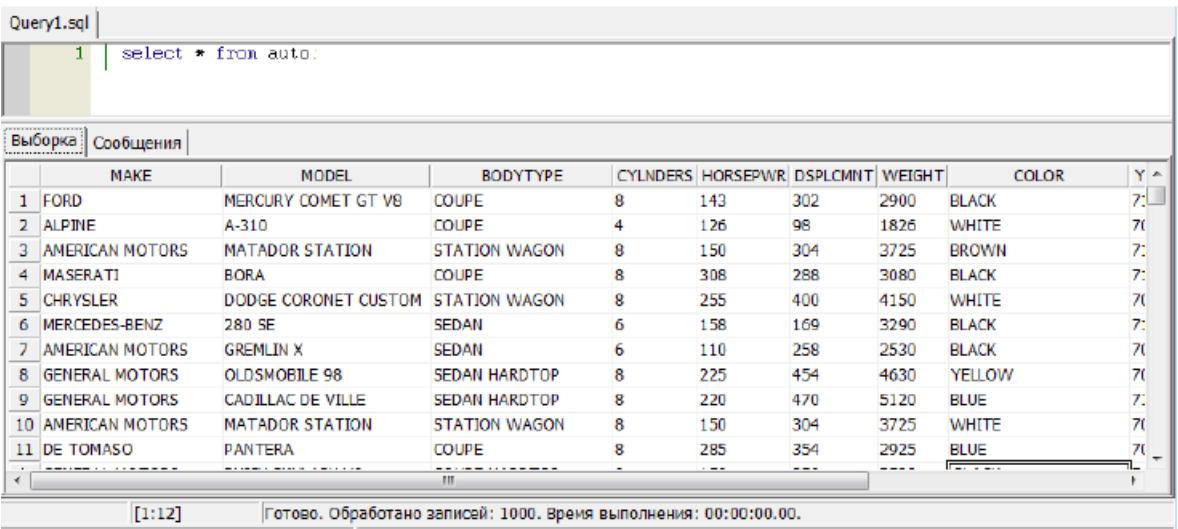 Query1.sql
1 select * from auto;
Выборка Сообщения
MAKE MODEL BODYTYPE CYLNDERS HORSEPWR DSPLCMNT WEIGHT COLOR Y
1 FORD MERCURY COMET GT V8 COUPE 8 143 302 2900 BLACK
2 ALPINE A-310 COUPE 4 126 98 1826 WHITE
3 AMERICAN MOTORS MATADOR STATION STATION WAGON 8 150 304 3725 BROWN
4 MASERATI BORA COUPE 8 308 288 3080 BLACK
5 CHRYSLER DODGE CORONET CUSTOM STATION WAGON 8 255 400 4150 WHITE
6 MERCEDES-BENZ 280 SE SEDAN 6 158 169 3290 BLACK
7 AMERICAN MOTORS GREMLIN X SEDAN 6 110 258 2530 BLACK
8 GENERAL MOTORS OLDSMOBILE 98 SEDAN HARDTOP 8 225 454 4630 YELLOW
9 GENERAL MOTORS CADILLAC DE VILLE SEDAN HARDTOP 8 220 470 5120 BLUE
10 AMERICAN MOTORS MATADOR STATION STATION WAGON 8 150 304 3725 WHITE
11 DE TOMASO PANTERA COUPE 8 285 354 2925 BLUE
[1:12] Готово. Обработано записей: 1000. Время выполнения: 00:00:00.00.